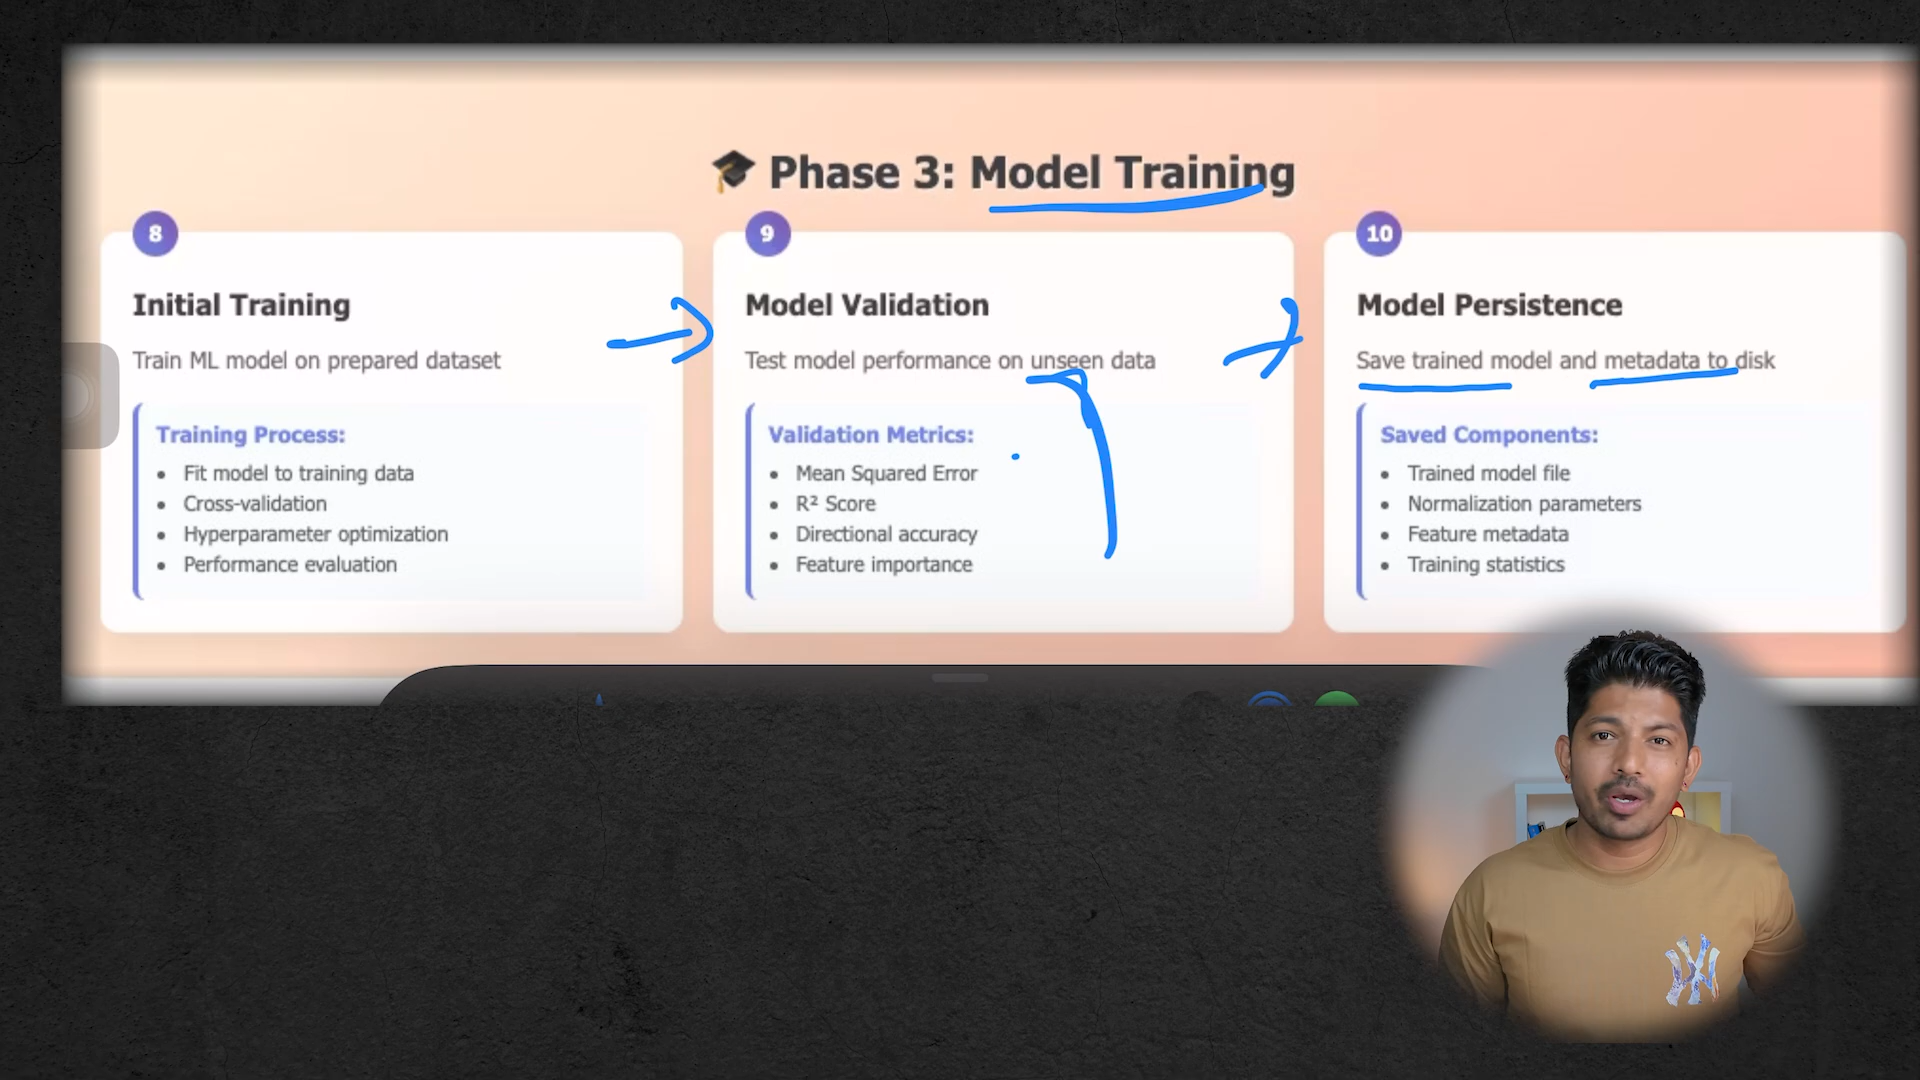 🎓 Phase 3: Model Training
8
Initial Training
Train ML model on prepared dataset
Training Process:
• Fit model to training data
• Cross-validation
• Hyperparameter optimization
• Performance evaluation
9
Model Validation
Test model performance on unseen data
Validation Metrics:
• Mean Squared Error
• R² Score
• Directional accuracy
• Feature importance
10
Model Persistence
Save trained model and metadata to disk
Saved Components:
• Trained model file
• Normalization parameters
• Feature metadata
• Training statistics
NY